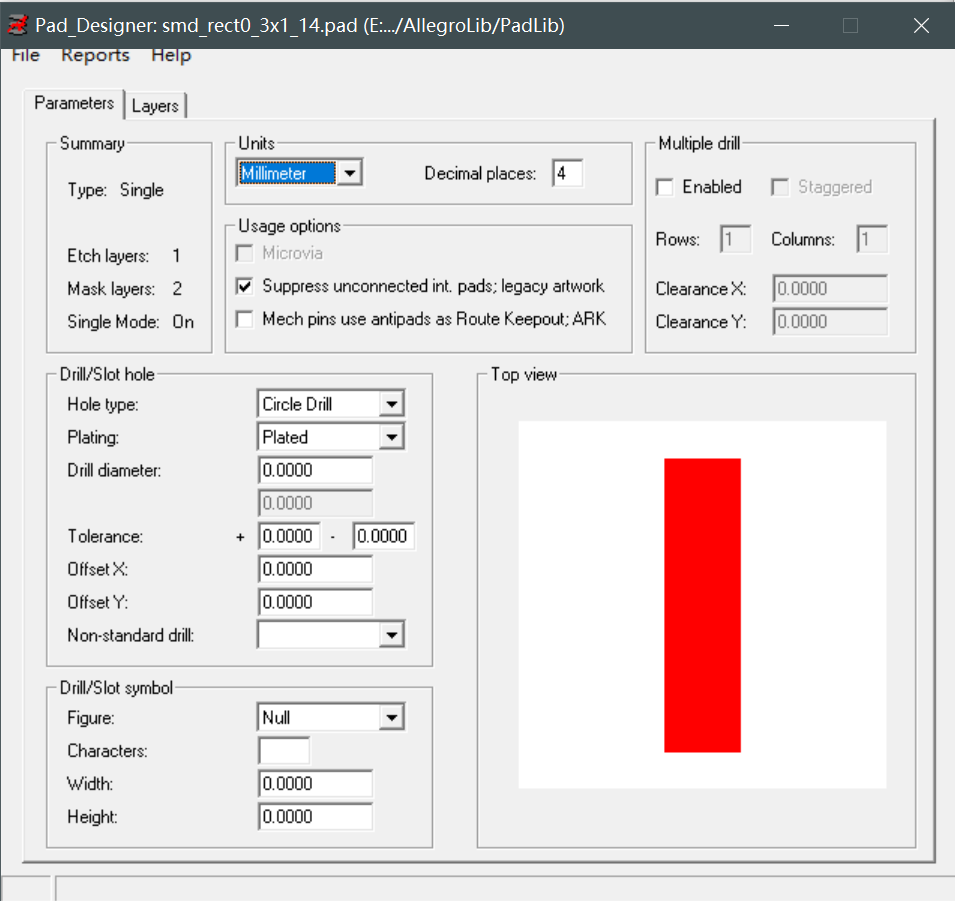 Pad_Designer: smd_rect0_3x1_14.pad (E:.../AllegroLib/PadLib)
File Reports Help
Parameters Layers
Summary
Type: Single
Etch layers: 1
Mask layers: 2
Single Mode: On
Units
Millimeter
Decimal places: 4
Usage options
Microvia
Suppress unconnected int. pads; legacy artwork
Mech pins use antipads as Route Keepout; ARK
Multiple drill
Enabled Staggered
Rows: 1 Columns: 1
Clearance X: 0.0000
Clearance Y: 0.0000
Drill/Slot hole
Hole type: Circle Drill
Plating: Plated
Drill diameter: 0.0000
0.0000
Tolerance: + 0.0000 - 0.0000
Offset X: 0.0000
Offset Y: 0.0000
Non-standard drill:
Drill/Slot symbol
Figure: Null
Characters:
Width: 0.0000
Height: 0.0000
Top view